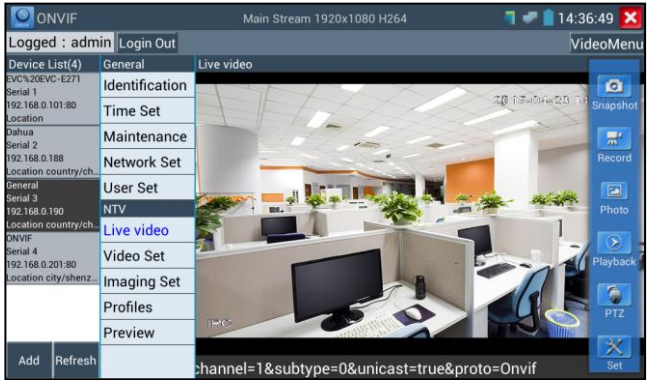 ONVIF
Main Stream 1920x1080 H264
14:36:49
Logged : admin
Login Out
VideoMenu
Device List(4)
EVC%20EVC-E271
Serial 1
192.168.0.101:80
Location
Dahua
Serial 2
192.168.0.188
Location country/ch...
General
Serial 3
192.168.0.190
Location country/ch...
ONVIF
Serial 4
192.168.0.201:80
Location city/shenz...
Add
Refresh
General
Identification
Time Set
Maintenance
Network Set
User Set
NTV
Live video
Video Set
Imaging Set
Profiles
Preview
Live video
IPC
channel=1&subtype=0&unicast=true&proto=Onvif
Snapshot
Record
Photo
Playback
PTZ
Set